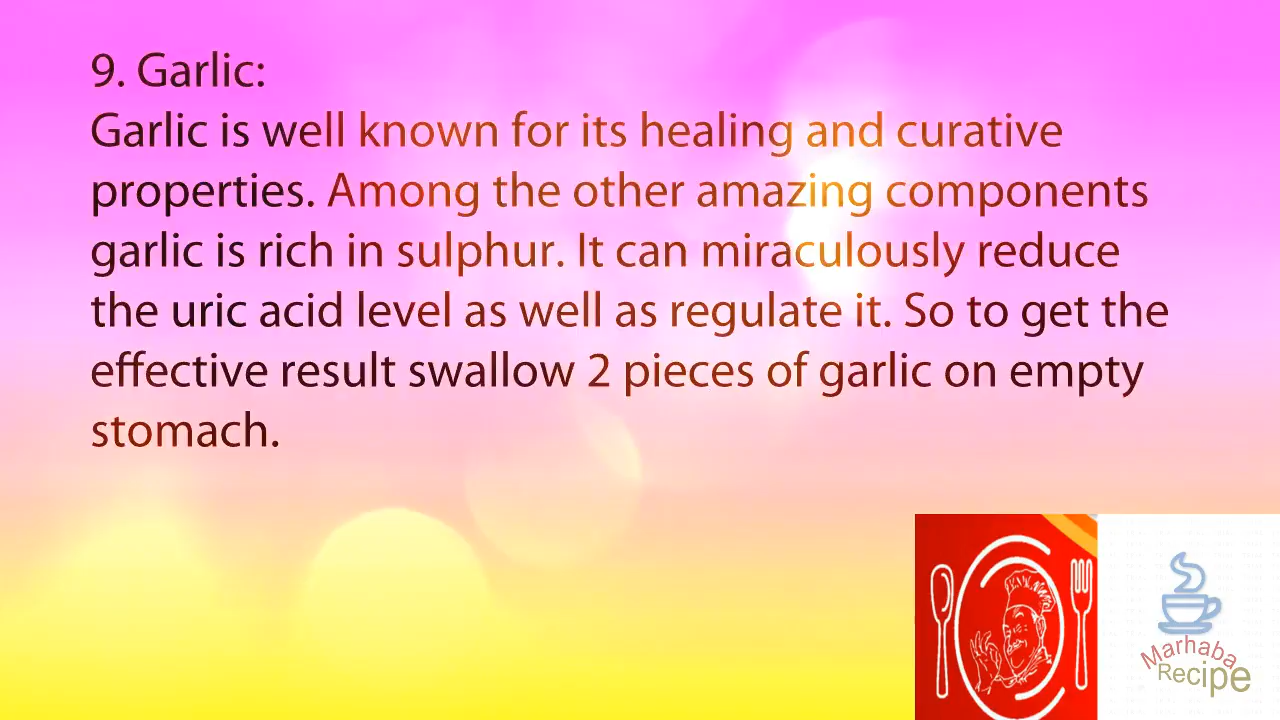 9. Garlic:
Garlic is well known for its healing and curative
properties. Among the other amazing components
garlic is rich in sulphur. It can miraculously reduce
the uric acid level as well as regulate it. So to get the
effective result swallow 2 pieces of garlic on empty
stomach.
Marhaba
Recipe